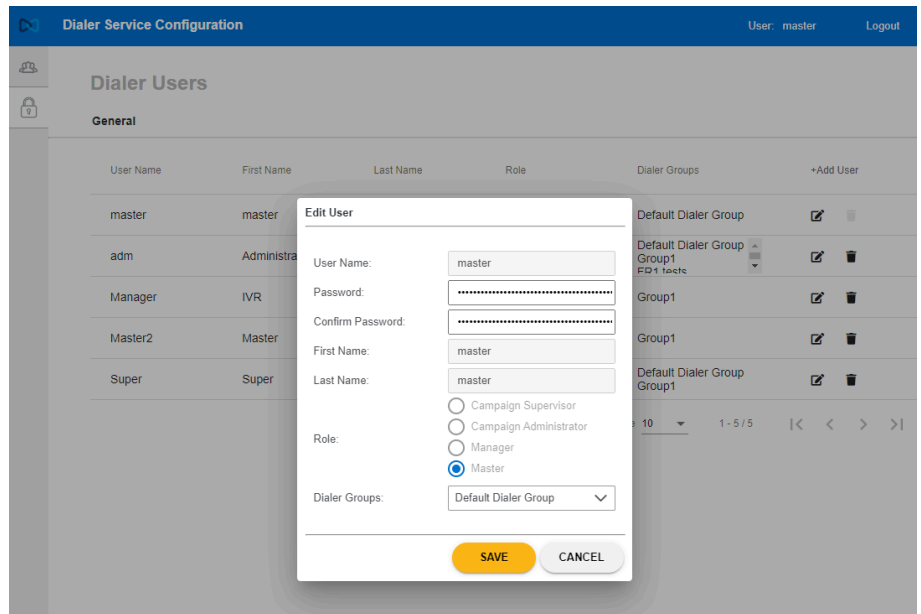 Dialer Service Configuration User: master Logout
Dialer Users
General
User Name First Name Last Name Role Dialer Groups +Add User
master master Default Dialer Group
adm Administra Default Dialer Group
Group1
FR1 tests
Manager IVR Group1
Master2 Master Group1
Super Super Default Dialer Group
Group1
10 1 - 5 / 5
Edit User
User Name: master
Password:
Confirm Password:
First Name: master
Last Name: master
Role:
Campaign Supervisor
Campaign Administrator
Manager
Master
Dialer Groups: Default Dialer Group
SAVE CANCEL